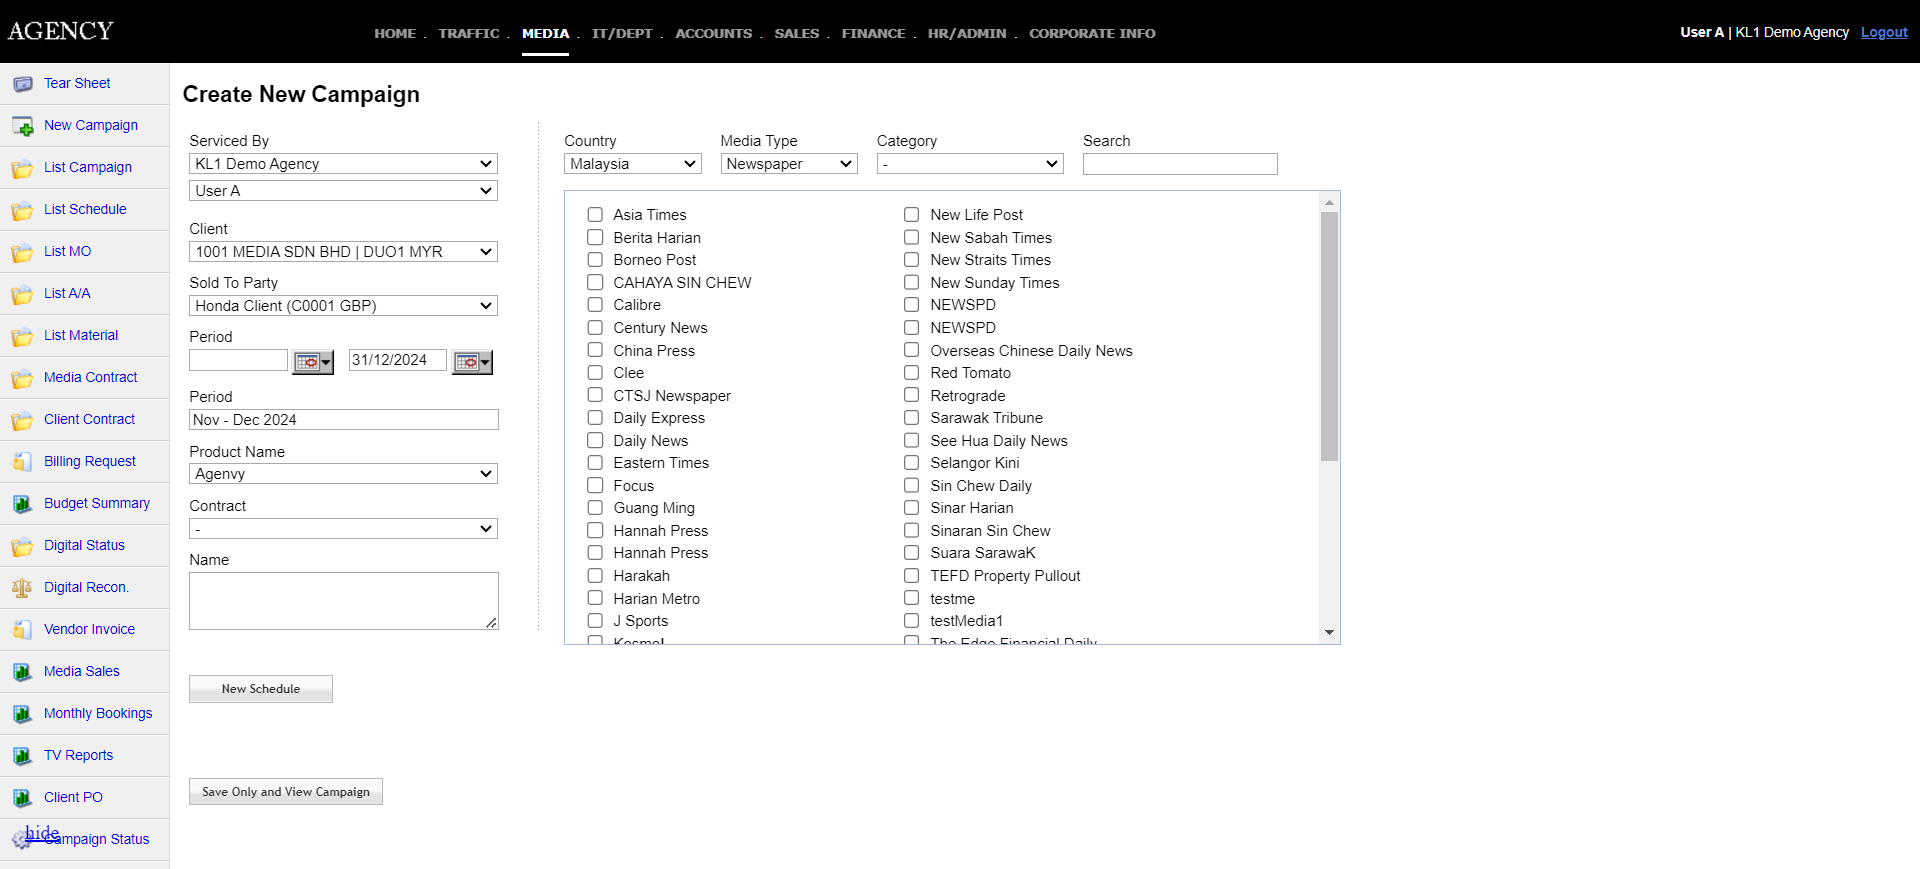 AGENCY
HOME . TRAFFIC . MEDIA . IT/DEPT . ACCOUNTS . SALES . FINANCE . HR/ADMIN . CORPORATE INFO
User A | KL1 Demo Agency Logout
Tear Sheet
New Campaign
List Campaign
List Schedule
List MO
List A/A
List Material
Media Contract
Client Contract
Billing Request
Budget Summary
Digital Status
Digital Recon.
Vendor Invoice
Media Sales
Monthly Bookings
TV Reports
Client PO
hide
Campaign Status
Create New Campaign
Serviced By
KL1 Demo Agency
User A
Client
1001 MEDIA SDN BHD | DUO1 MYR
Sold To Party
Honda Client (C0001 GBP)
Period
31/12/2024
Period
Nov - Dec 2024
Product Name
Agenvy
Contract
-
Name
New Schedule
Save Only and View Campaign
Country Media Type Category Search
Malaysia Newspaper -
Asia Times
Berita Harian
Borneo Post
CAHAYA SIN CHEW
Calibre
Century News
China Press
Clee
CTSJ Newspaper
Daily Express
Daily News
Eastern Times
Focus
Guang Ming
Hannah Press
Hannah Press
Harakah
Harian Metro
J Sports
Kosmo!
New Life Post
New Sabah Times
New Straits Times
New Sunday Times
NEWSPD
NEWSPD
Overseas Chinese Daily News
Red Tomato
Retrograde
Sarawak Tribune
See Hua Daily News
Selangor Kini
Sin Chew Daily
Sinar Harian
Sinaran Sin Chew
Suara SarawaK
TEFD Property Pullout
testme
testMedia1
The Edge Financial Daily